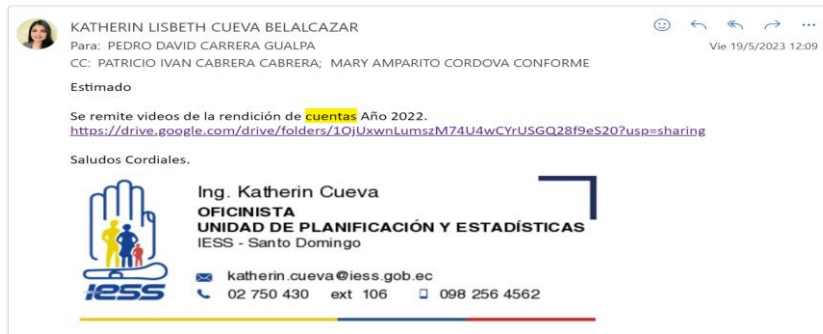 KATHERIN LISBETH CUEVA BELALCAZAR
Para: PEDRO DAVID CARRERA GUALPA
Vie 19/5/2023 12:09
CC: PATRICIO IVAN CABRERA CABRERA; MARY AMPARITO CORDOVA CONFORME
Estimado
Se remite videos de la rendición de cuentas Año 2022.
https://drive.google.com/drive/folders/1OjUxwnLumszM74U4wCYrUSGQ28f9eS20?usp=sharing
Saludos Cordiales.
Ing. Katherin Cueva
OFICINISTA
UNIDAD DE PLANIFICACIÓN Y ESTADÍSTICAS
IESS - Santo Domingo
katherin.cueva@iess.gob.ec
02 750 430 ext 106 098 256 4562
iess